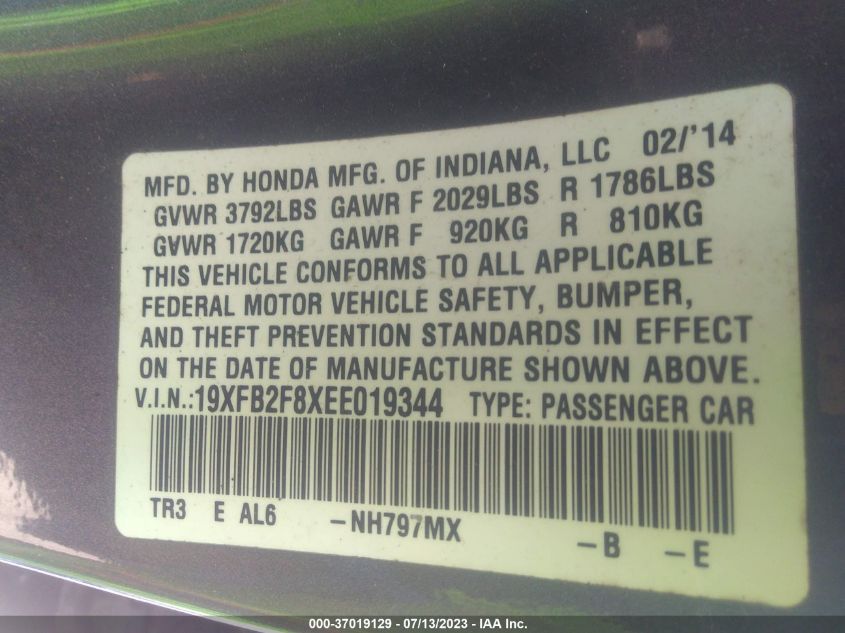 MFD. BY HONDA MFG. OF INDIANA, LLC 02/'14
GVWR 3792LBS GAWR F 2029LBS R 1786LBS
GVWR 1720KG GAWR F 920KG R 810KG
THIS VEHICLE CONFORMS TO ALL APPLICABLE
FEDERAL MOTOR VEHICLE SAFETY, BUMPER,
AND THEFT PREVENTION STANDARDS IN EFFECT
ON THE DATE OF MANUFACTURE SHOWN ABOVE.
V.I.N.:19XFB2F8XEE019344 TYPE: PASSENGER CAR
TR3 E AL6 -NH797MX -B -E
000-37019129 - 07/13/2023 - IAA Inc.